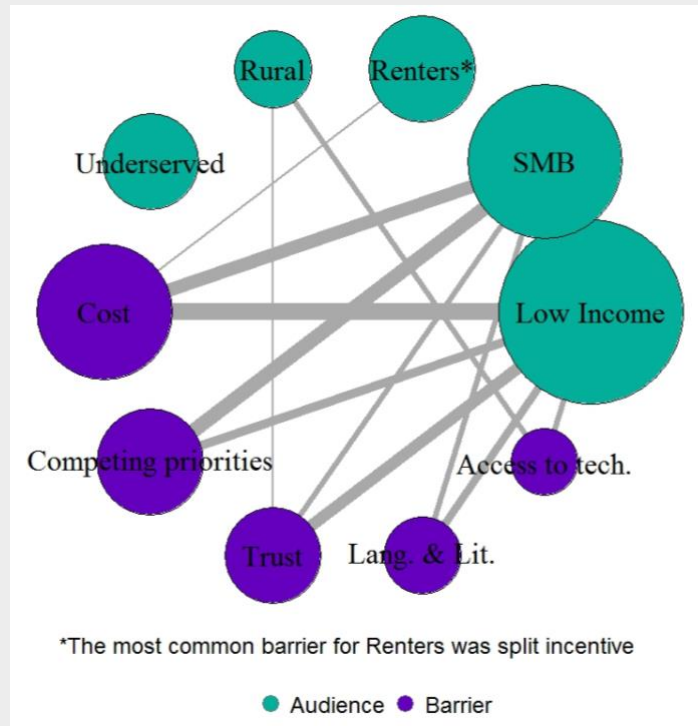 Rural
Renters*
Underserved
SMB
Cost
Low Income
Competing priorities
Access to tech.
Trust
Lang. & Lit.
*The most common barrier for Renters was split incentive
Audience
Barrier